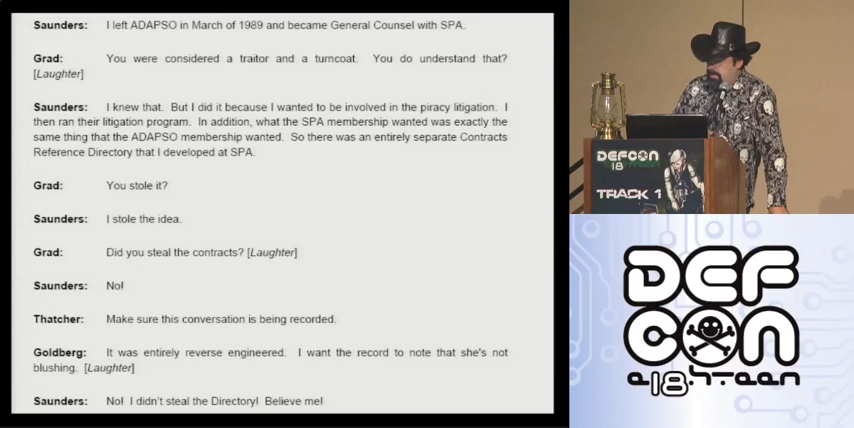 Saunders: I left ADAPSO in March of 1989 and became General Counsel with SPA.
Grad: You were considered a traitor and a turncoat. You do understand that?
[Laughter]
Saunders: I knew that. But I did it because I wanted to be involved in the piracy litigation. I
then ran their litigation program. In addition, what the SPA membership wanted was exactly the
same thing that the ADAPSO membership wanted. So there was an entirely separate Contracts
Reference Directory that I developed at SPA.
Grad: You stole it?
Saunders: I stole the idea.
Grad: Did you steal the contracts? [Laughter]
Saunders: No!
Thatcher: Make sure this conversation is being recorded.
Goldberg: It was entirely reverse engineered. I want the record to note that she's not
blushing. [Laughter]
Saunders: No! I didn't steal the Directory! Believe me!
DEFCON
18
TRACK 1
DEF
CON
e.18.h.teen